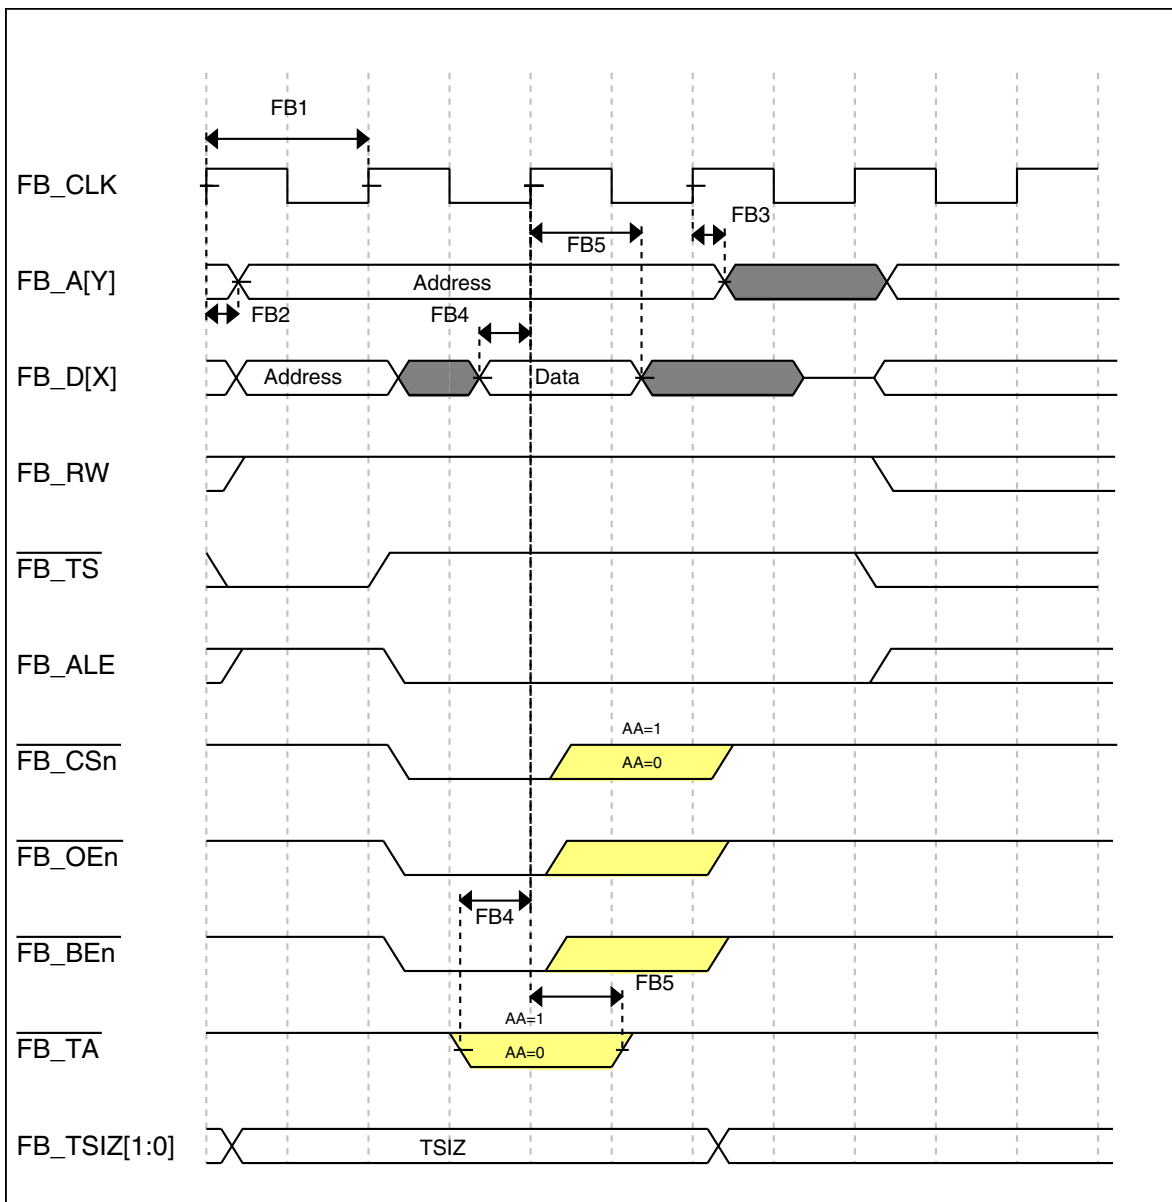 FB1
FB_CLK
FB3
FB5
FB_A[Y]
Address
FB2
FB4
FB_D[X]
Address
Data
FB_RW
FB_TS
FB_ALE
AA=1
FB_CSn
AA=0
FB_OEn
FB4
FB_BEn
FB5
AA=1
FB_TA
AA=0
FB_TSIZ[1:0]
TSIZ